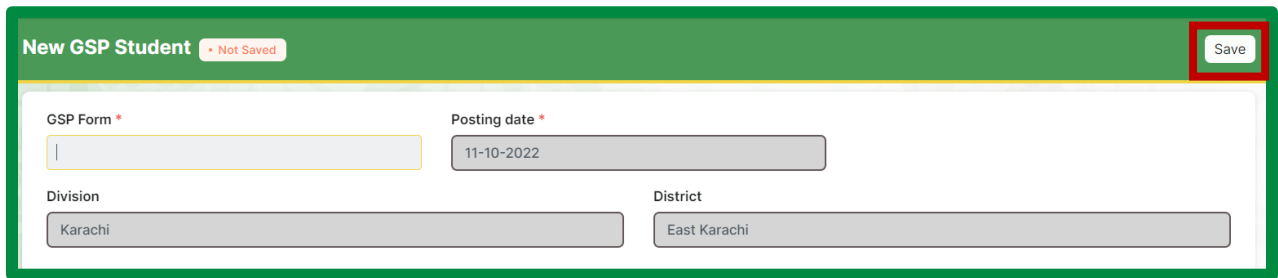 New GSP Student • Not Saved Save
GSP Form * Posting date *
11-10-2022
Division District
Karachi East Karachi